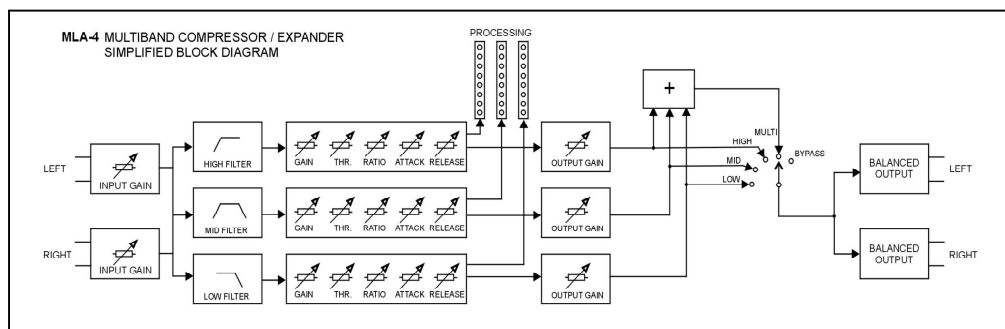 MLA-4 MULTIBAND COMPRESSOR / EXPANDER
SIMPLIFIED BLOCK DIAGRAM
PROCESSING
LEFT
INPUT GAIN
RIGHT
INPUT GAIN
HIGH FILTER
GAIN THR. RATIO ATTACK RELEASE
OUTPUT GAIN
MID FILTER
GAIN THR. RATIO ATTACK RELEASE
OUTPUT GAIN
LOW FILTER
GAIN THR. RATIO ATTACK RELEASE
OUTPUT GAIN
+
MULTI
HIGH
BYPASS
MID
LOW
BALANCED
OUTPUT
LEFT
BALANCED
OUTPUT
RIGHT